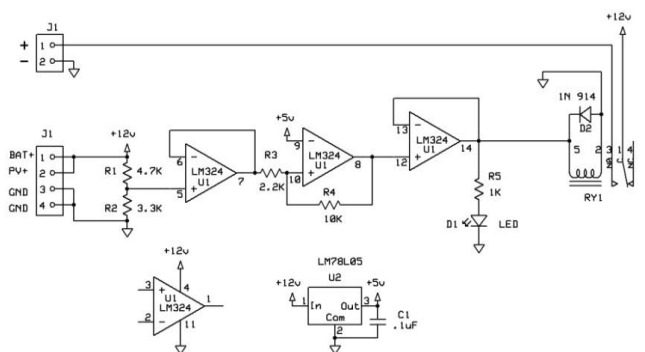 J1
+ 1
- 2
+12v
J1
BAT+ 1
PV+ 2
GND 3
GND 4
+12v
R1 4.7K
R2 3.3K
6
5
7
LM324
U1
R3
2.2K
+5v
9
10
8
LM324
U1
R4
10K
13
12
14
LM324
U1
R5
1K
D1 LED
1N 914
D2
5 2 3 1 4
NO C NC
RY1
+12v
3
2
4
11
1
U1
LM324
LM78L05
U2
+12v 1 In Out 3 +5v
Com
2
C1
.1uF